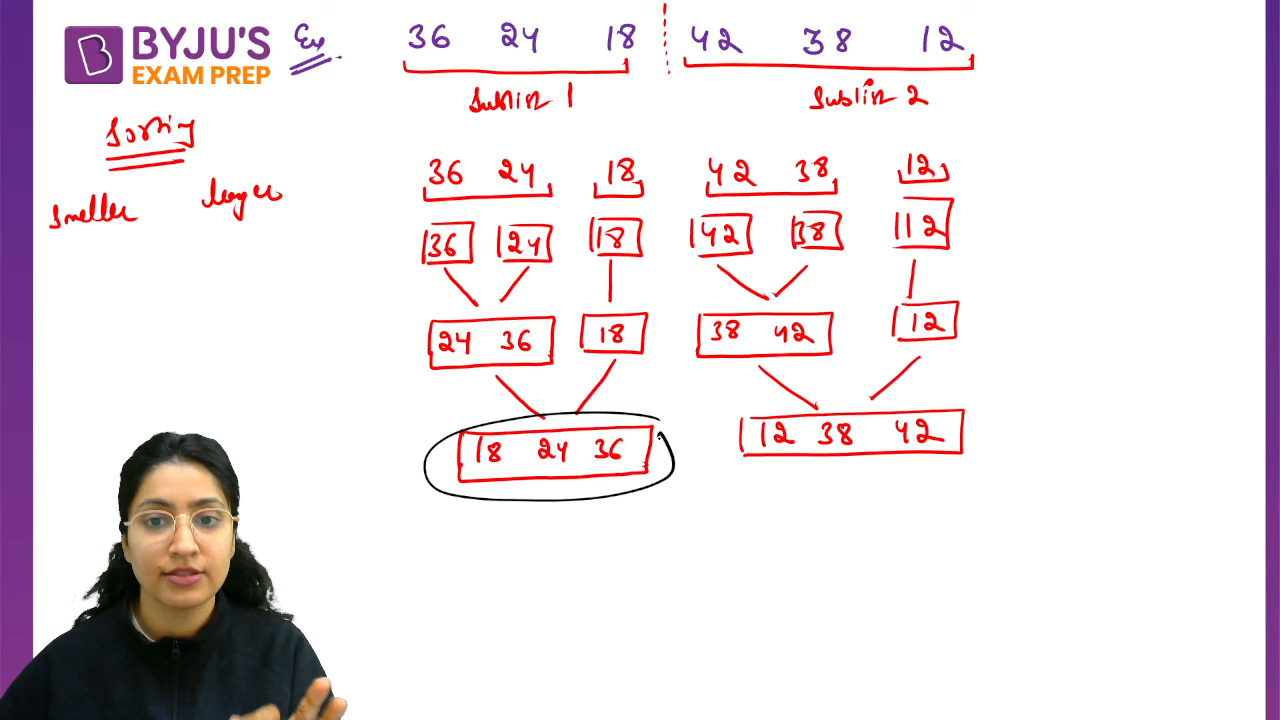 BYJU'S
EXAM PREP
Ex
36 24 18 42 38 12
Sublist 1 Sublist 2
Sorting
Smaller larger
36 24 18 42 38 12
36 24 18 42 38 12
24 36 18 38 42 12
18 24 36 12 38 42